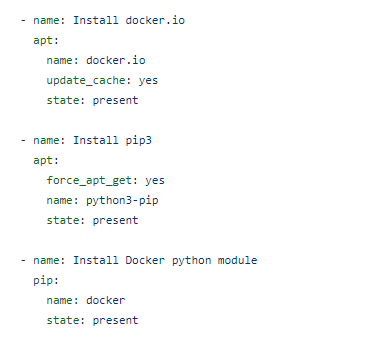 - name: Install docker.io
  apt:
    name: docker.io
    update_cache: yes
    state: present
- name: Install pip3
  apt:
    force_apt_get: yes
    name: python3-pip
    state: present
- name: Install Docker python module
  pip:
    name: docker
    state: present